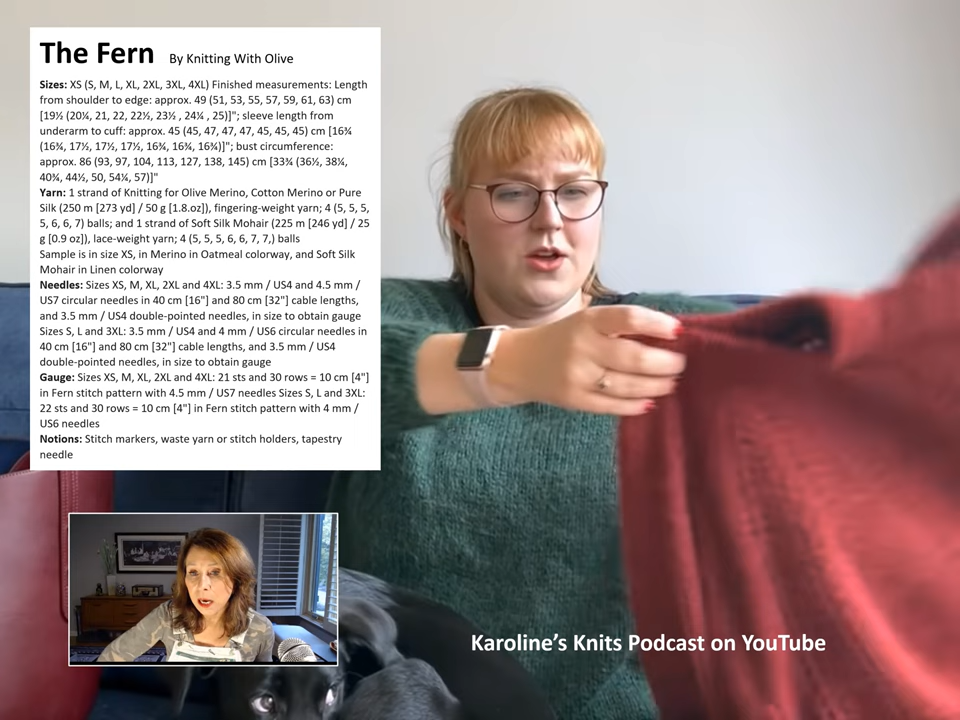 The Fern By Knitting With Olive
Sizes: XS (S, M, L, XL, 2XL, 3XL, 4XL) Finished measurements: Length
from shoulder to edge: approx. 49 (51, 53, 55, 57, 59, 61, 63) cm
[19½ (20¼, 21, 22, 22½, 23½ , 24¼ , 25)]"; sleeve length from
underarm to cuff: approx. 45 (45, 47, 47, 47, 45, 45, 45) cm [16¾
(16¾, 17½, 17½, 17½, 16¾, 16¾, 16¾)]"; bust circumference:
approx. 86 (93, 97, 104, 113, 127, 138, 145) cm [33¾ (36½, 38¼,
40¾, 44½, 50, 54¼, 57)]"
Yarn: 1 strand of Knitting for Olive Merino, Cotton Merino or Pure
Silk (250 m [273 yd] / 50 g [1.8.oz]), fingering-weight yarn; 4 (5, 5, 5,
5, 6, 6, 7) balls; and 1 strand of Soft Silk Mohair (225 m [246 yd] / 25
g [0.9 oz]), lace-weight yarn; 4 (5, 5, 5, 6, 6, 7, 7,) balls
Sample is in size XS, in Merino in Oatmeal colorway, and Soft Silk
Mohair in Linen colorway
Needles: Sizes XS, M, XL, 2XL and 4XL: 3.5 mm / US4 and 4.5 mm /
US7 circular needles in 40 cm [16"] and 80 cm [32"] cable lengths,
and 3.5 mm / US4 double-pointed needles, in size to obtain gauge
Sizes S, L and 3XL: 3.5 mm / US4 and 4 mm / US6 circular needles in
40 cm [16"] and 80 cm [32"] cable lengths, and 3.5 mm / US4
double-pointed needles, in size to obtain gauge
Gauge: Sizes XS, M, XL, 2XL and 4XL: 21 sts and 30 rows = 10 cm [4"]
in Fern stitch pattern with 4.5 mm / US7 needles Sizes S, L and 3XL:
22 sts and 30 rows = 10 cm [4"] in Fern stitch pattern with 4 mm /
US6 needles
Notions: Stitch markers, waste yarn or stitch holders, tapestry
needle
Karoline's Knits Podcast on YouTube